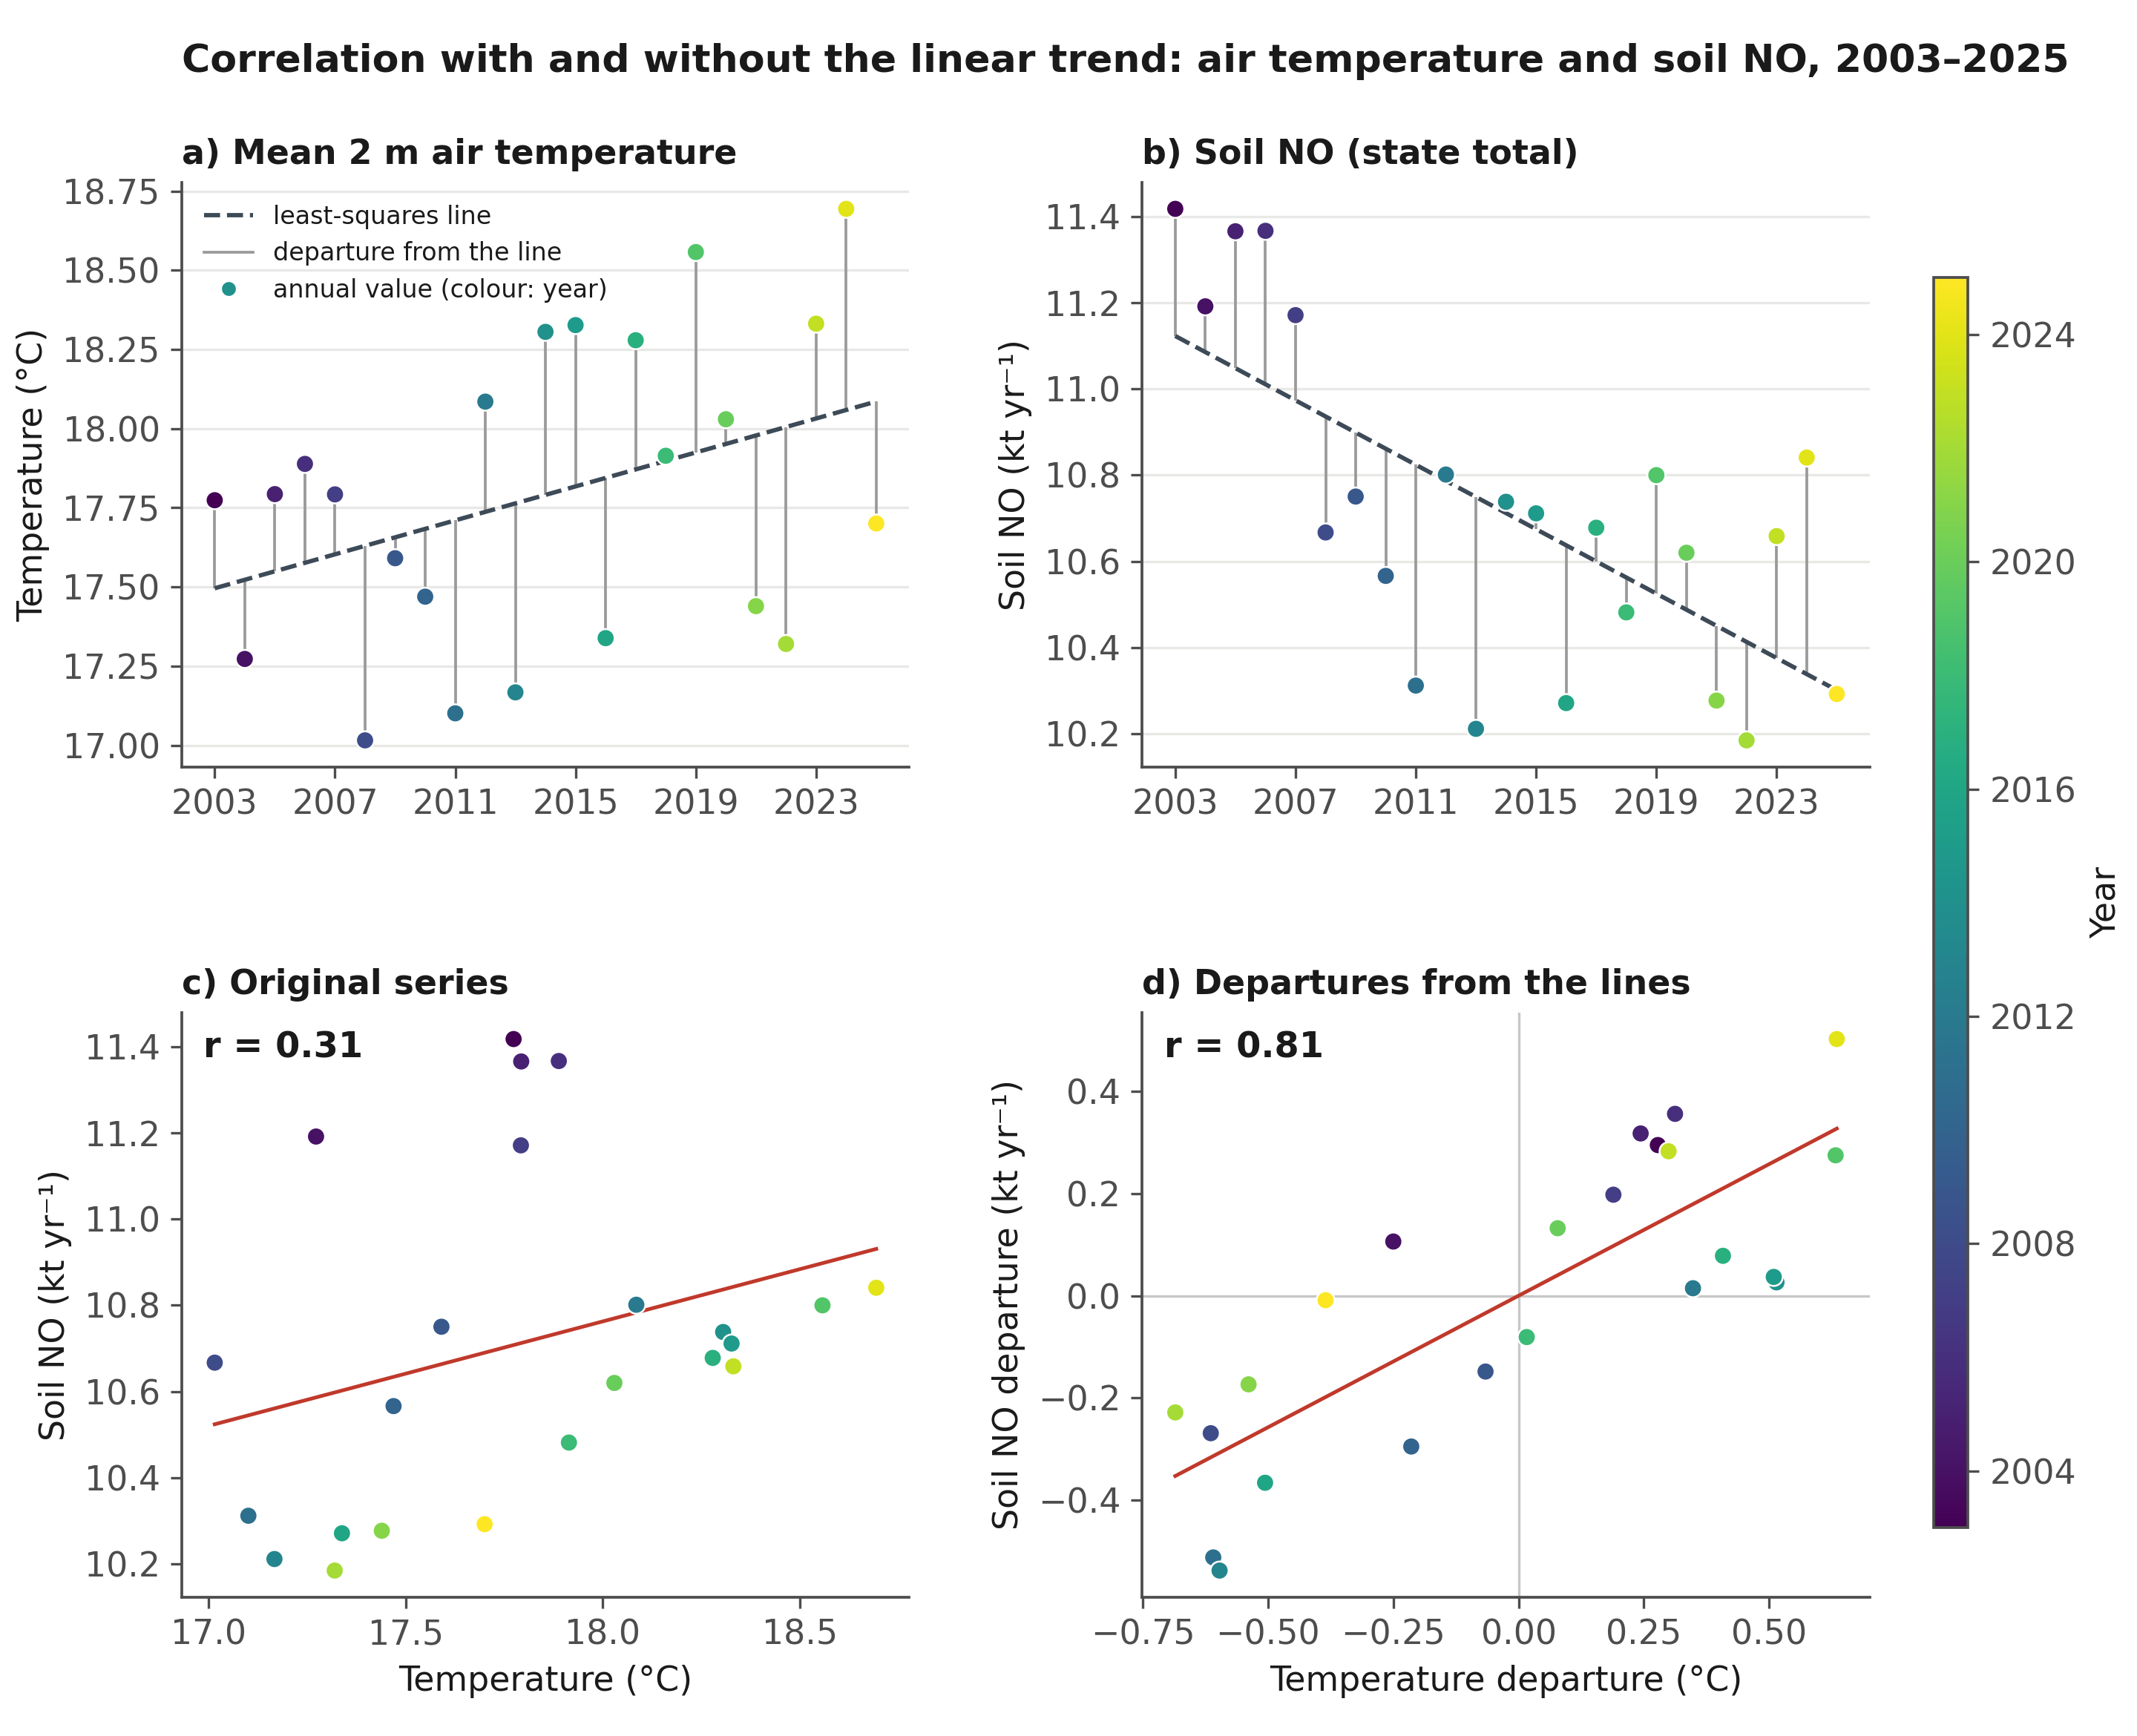 Correlation with and without the linear trend: air temperature and soil NO, 2003–2025
a) Mean 2 m air temperature
18.75
18.50
18.25
18.00
17.75
17.50
17.25
17.00
Temperature (°C)
least-squares line
departure from the line
annual value (colour: year)
2003 2007 2011 2015 2019 2023
b) Soil NO (state total)
11.4
11.2
11.0
10.8
10.6
10.4
10.2
Soil NO (kt yr⁻¹)
2003 2007 2011 2015 2019 2023
c) Original series
r = 0.31
11.4
11.2
11.0
10.8
10.6
10.4
10.2
Soil NO (kt yr⁻¹)
17.0 17.5 18.0 18.5
Temperature (°C)
d) Departures from the lines
r = 0.81
0.4
0.2
0.0
−0.2
−0.4
Soil NO departure (kt yr⁻¹)
−0.75 −0.50 −0.25 0.00 0.25 0.50
Temperature departure (°C)
2024
2020
2016
2012
2008
2004
Year